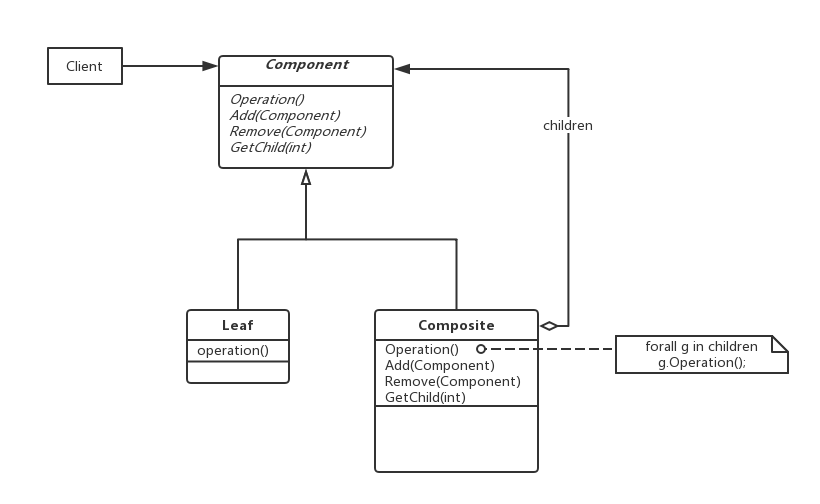 Client
Component
Operation()
Add(Component)
Remove(Component)
GetChild(int)
children
Leaf
operation()
Composite
Operation()
Add(Component)
Remove(Component)
GetChild(int)
forall g in children
g.Operation();